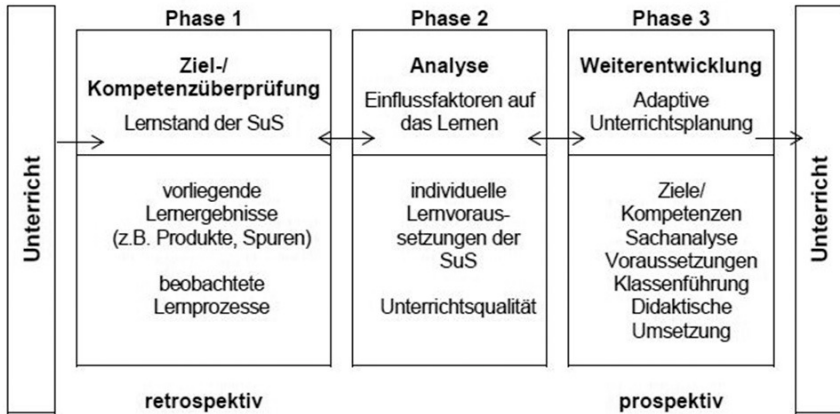 Unterricht
Phase 1
Ziel-/
Kompetenzüberprüfung
Lernstand der SuS
vorliegende
Lernergebnisse
(z.B. Produkte, Spuren)
beobachtete
Lernprozesse
retrospektiv
Phase 2
Analyse
Einflussfaktoren auf
das Lernen
individuelle
Lernvoraus-
setzungen der
SuS
Unterrichtsqualität
Phase 3
Weiterentwicklung
Adaptive
Unterrichtsplanung
Ziele/
Kompetenzen
Sachanalyse
Voraussetzungen
Klassenführung
Didaktische
Umsetzung
prospektiv
Unterricht